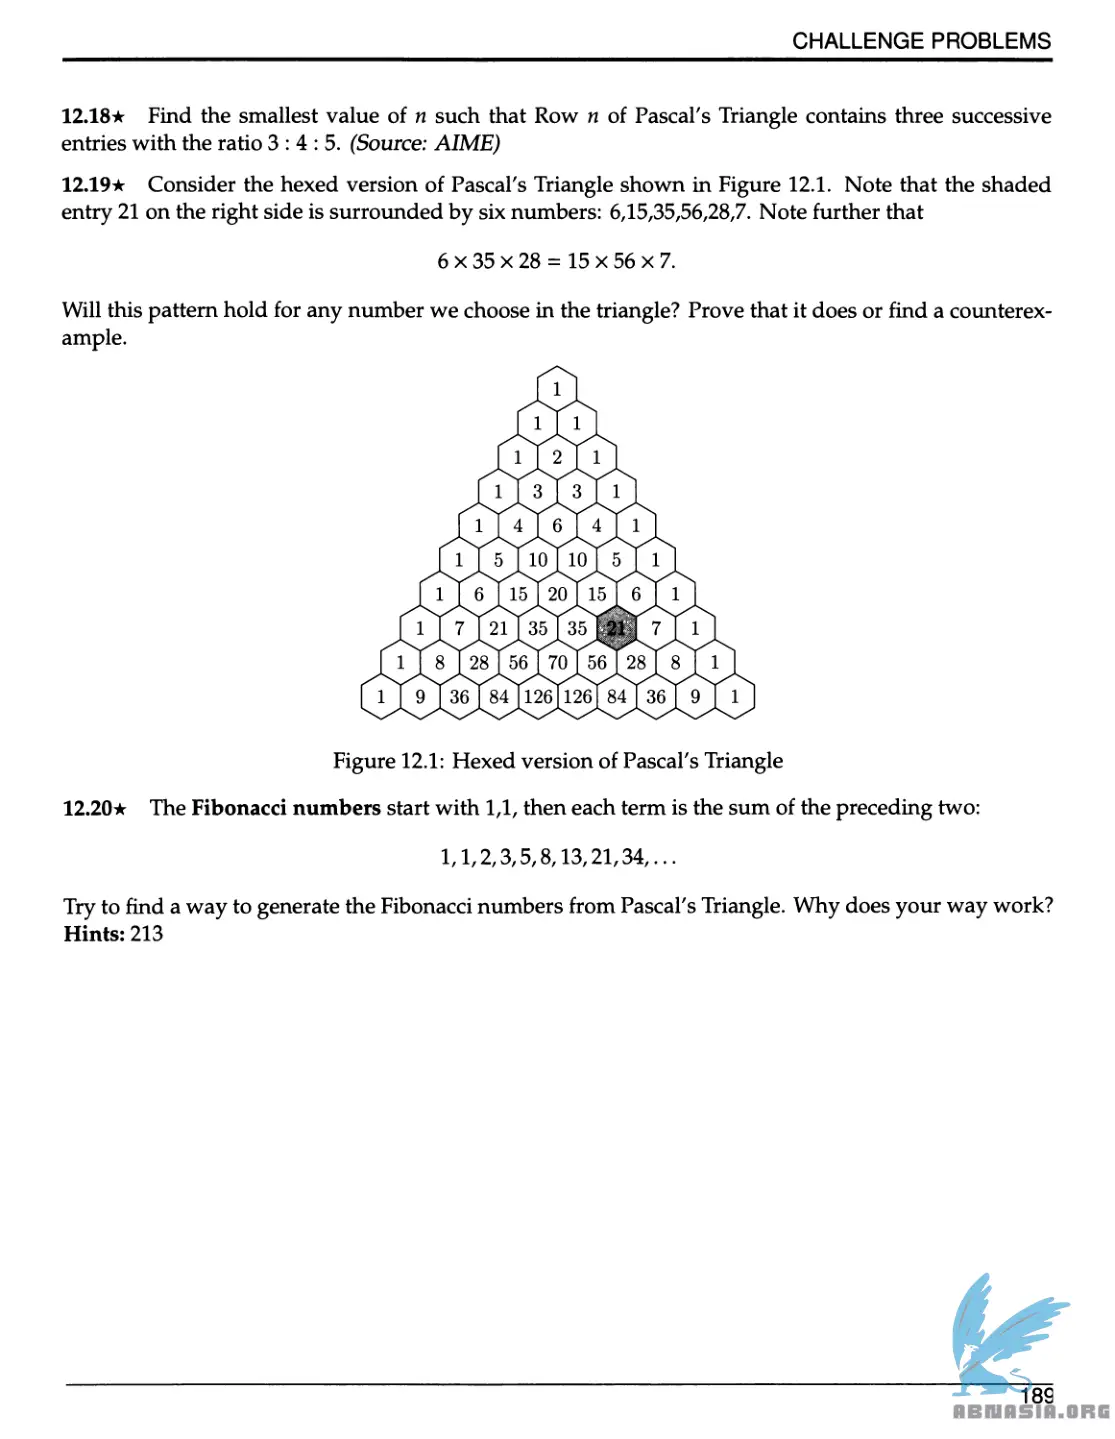 CHALLENGE PROBLEMS
12.18★ Find the smallest value of n such that Row n of Pascal's Triangle contains three successive
entries with the ratio 3 : 4 : 5. (Source: AIME)
12.19★ Consider the hexed version of Pascal's Triangle shown in Figure 12.1. Note that the shaded
entry 21 on the right side is surrounded by six numbers: 6,15,35,56,28,7. Note further that
6 × 35 × 28 = 15 × 56 × 7.
Will this pattern hold for any number we choose in the triangle? Prove that it does or find a counterex-
ample.
1
1 1
1 2 1
1 3 3 1
1 4 6 4 1
1 5 10 10 5 1
1 6 15 20 15 6 1
1 7 21 35 35 21 7 1
1 8 28 56 70 56 28 8 1
1 9 36 84 126 126 84 36 9 1
Figure 12.1: Hexed version of Pascal's Triangle
12.20★ The Fibonacci numbers start with 1,1, then each term is the sum of the preceding two:
1, 1, 2, 3, 5, 8, 13, 21, 34, . . .
Try to find a way to generate the Fibonacci numbers from Pascal's Triangle. Why does your way work?
Hints: 213
189
ABNASIA.ORG